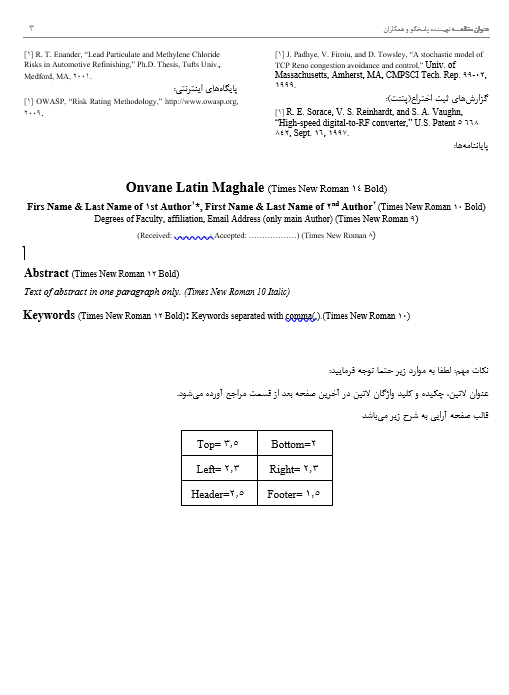 عنوان مقاله: نویسنده پاسخگو و همکاران
۳
[۱] J. Padhye, V. Firoiu, and D. Towsley, “A stochastic model of
TCP Reno congestion avoidance and control,” Univ. of
Massachusetts, Amherst, MA, CMPSCI Tech. Rep. ۹۹-۰۲,
۱۹۹۹.
گزارش‌های ثبت اختراع(پتنت):
[۱] R. E. Sorace, V. S. Reinhardt, and S. A. Vaughn,
“High-speed digital-to-RF converter,” U.S. Patent ۵ ۶۶۸
۸۴۲, Sept. ۱۶, ۱۹۹۷.
پایاننامه‌ها:
[۱] R. T. Enander, “Lead Particulate and Methylene Chloride
Risks in Automotive Refinishing,” Ph.D. Thesis, Tufts Univ.,
Medford, MA, ۲۰۰۱.
پایگاه‌های اینترنتی:
[۱] OWASP, “Risk Rating Methodology,” http://www.owasp.org,
۲۰۰۹.
Onvane Latin Maghale (Times New Roman ۱۴ Bold)
Firs Name & Last Name of ۱st Author۱*, First Name & Last Name of ۲nd Author۲ (Times New Roman ۱۰ Bold)
Degrees of Faculty, affiliation, Email Address (only main Author) (Times New Roman ۹)
(Received: Accepted: ………………) (Times New Roman ۸)
Abstract (Times New Roman ۱۲ Bold)
Text of abstract in one paragraph only. (Times New Roman 10 Italic)
Keywords (Times New Roman ۱۲ Bold): Keywords separated with comma(,).(Times New Roman ۱۰)
نکات مهم: لطفا به موارد زیر حتما توجه فرمایید:
عنوان لاتین، چکیده و کلید واژگان لاتین در آخرین صفحه بعد از قسمت مراجع آورده می‌شود.
قالب صفحه آرایی به شرح زیر می‌باشد
Top= ۳,۵ Bottom=۲
Left= ۲,۳ Right= ۲,۳
Header=۲,۵ Footer= ۱,۵